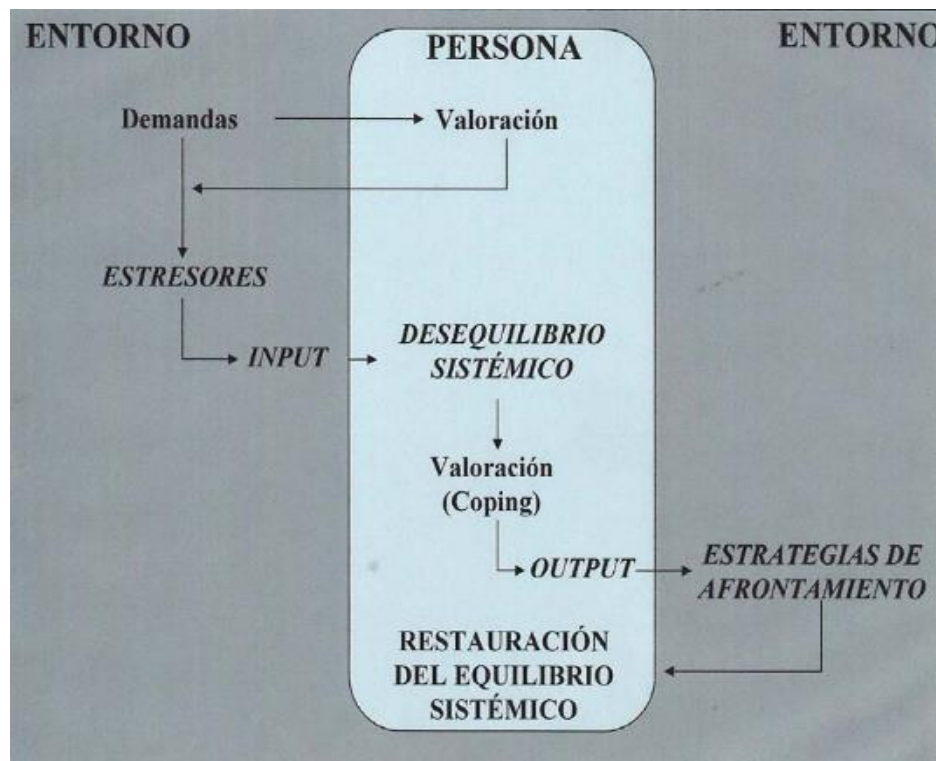 ENTORNO
PERSONA
ENTORNO
Demandas
Valoración
ESTRESORES
INPUT
DESEQUILIBRIO
SISTÉMICO
Valoración
(Coping)
OUTPUT
ESTRATEGIAS DE
AFRONTAMIENTO
RESTAURACIÓN
DEL EQUILIBRIO
SISTÉMICO